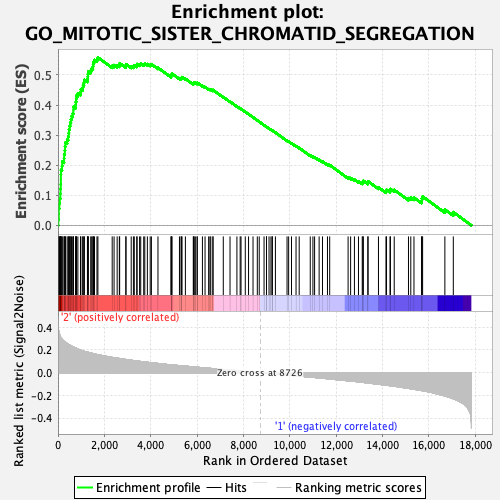 Enrichment plot:
GO_MITOTIC_SISTER_CHROMATID_SEGREGATION
Enrichment score (ES)
0.5
0.4
0.3
0.2
0.1
0.0
Ranked list metric (Signal2Noise)
0.4
0.2
0.0
-0.2
-0.4
'2' (positively correlated)
Zero cross at 8726
'1' (negatively correlated)
0
2,000
4,000
6,000
8,000
10,000
12,000
14,000
16,000
18,000
Rank in Ordered Dataset
Enrichment profile
Hits
Ranking metric scores